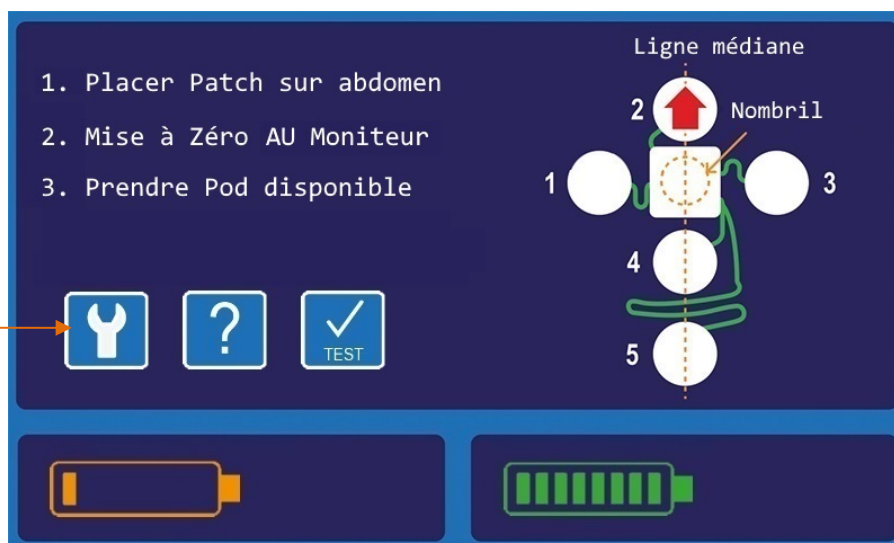 1. Placer Patch sur abdomen
2. Mise à Zéro AU Moniteur
3. Prendre Pod disponible
TEST
Ligne médiane
2
Nombril
1
3
4
5